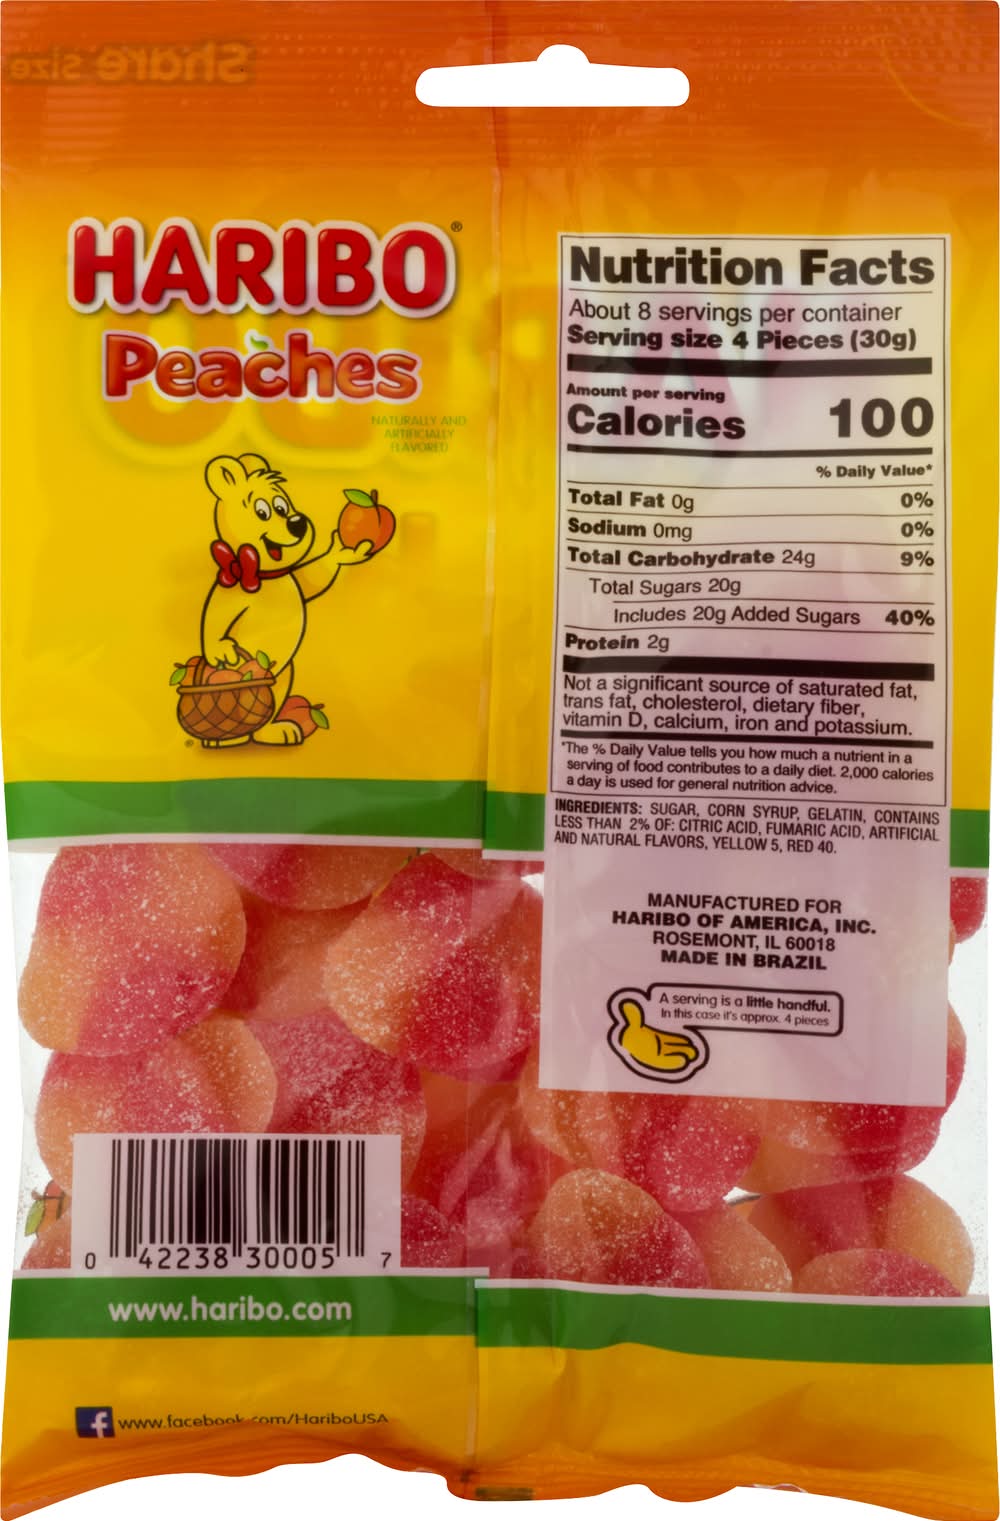 Share size
HARIBO®
Peaches
NATURALLY AND
ARTIFICIALLY
FLAVORED
®
0 42238 30005 7
www.haribo.com
f www.facebook.com/HariboUSA
Nutrition Facts
About 8 servings per container
Serving size 4 Pieces (30g)
Amount per serving
Calories 100
% Daily Value*
Total Fat 0g 0%
Sodium 0mg 0%
Total Carbohydrate 24g 9%
Total Sugars 20g
Includes 20g Added Sugars 40%
Protein 2g
Not a significant source of saturated fat,
trans fat, cholesterol, dietary fiber,
vitamin D, calcium, iron and potassium.
*The % Daily Value tells you how much a nutrient in a
serving of food contributes to a daily diet. 2,000 calories
a day is used for general nutrition advice.
INGREDIENTS: SUGAR, CORN SYRUP, GELATIN, CONTAINS
LESS THAN 2% OF: CITRIC ACID, FUMARIC ACID, ARTIFICIAL
AND NATURAL FLAVORS, YELLOW 5, RED 40.
MANUFACTURED FOR
HARIBO OF AMERICA, INC.
ROSEMONT, IL 60018
MADE IN BRAZIL
A serving is a little handful.
In this case it's approx. 4 pieces